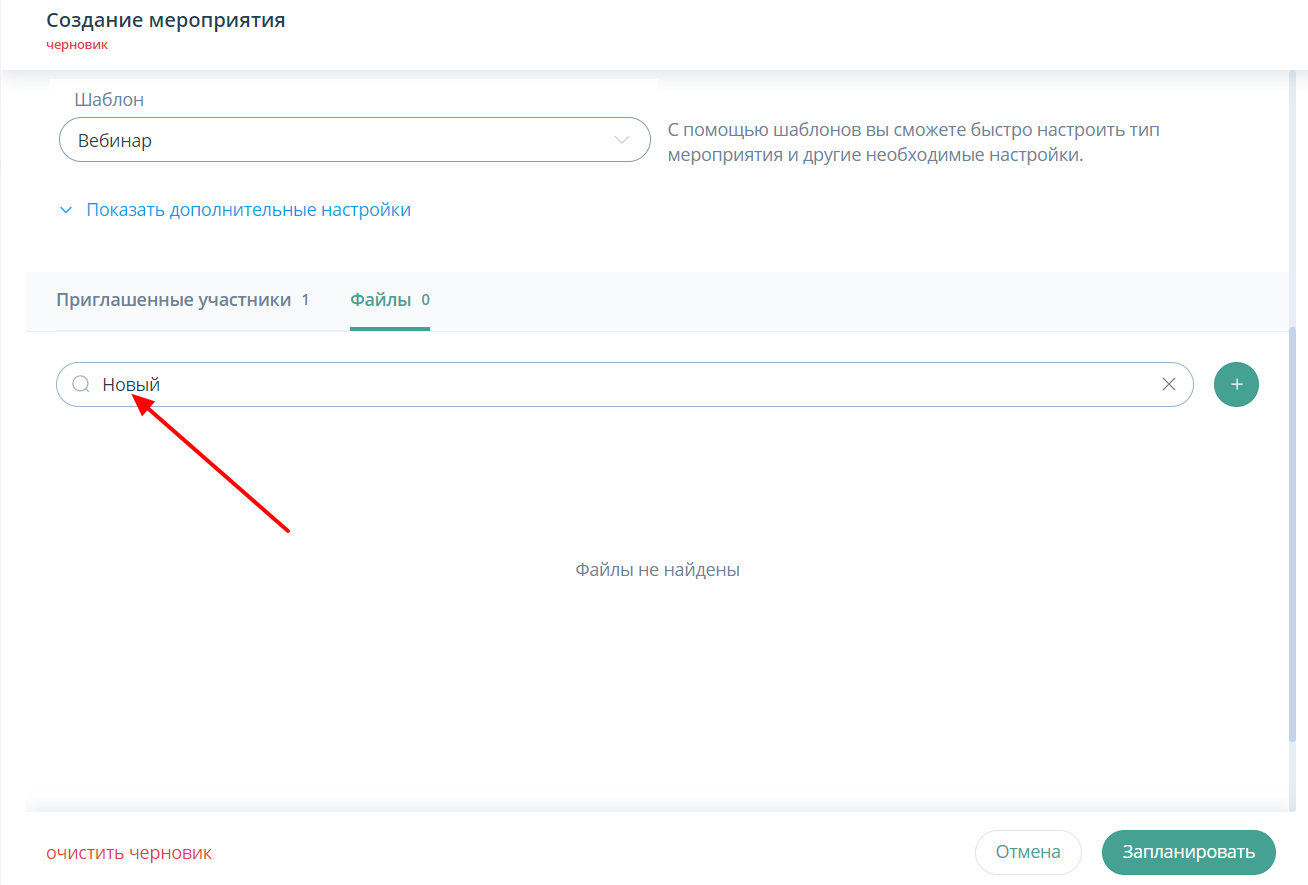 Создание мероприятия
черновик
Шаблон
Вебинар
С помощью шаблонов вы сможете быстро настроить тип
мероприятия и другие необходимые настройки.
Показать дополнительные настройки
Приглашенные участники 1 Файлы 0
Новый
Файлы не найдены
очистить черновик Отмена Запланировать